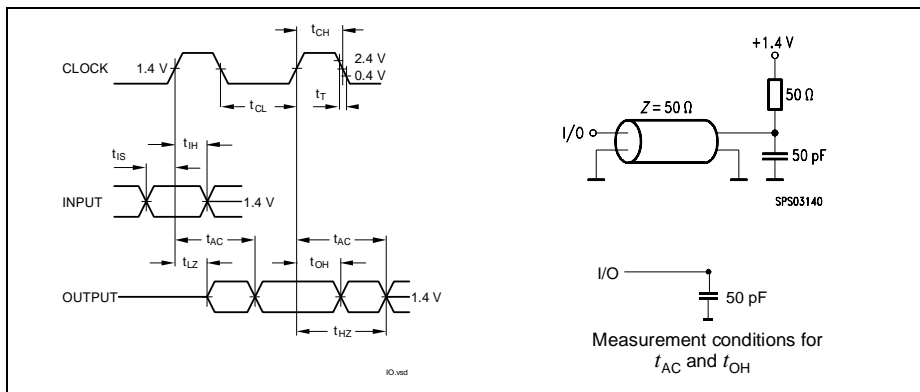 tCH
2.4 V
CLOCK
1.4 V
0.4 V
tT
tCL
tIS
tIH
INPUT
1.4 V
tAC
tAC
tLZ
tOH
OUTPUT
1.4 V
tHZ
IO.vsd
+1.4 V
50 Ω
Z=50 Ω
I/O
50 pF
SPS03140
I/O
50 pF
Measurement conditions for
tAC and tOH